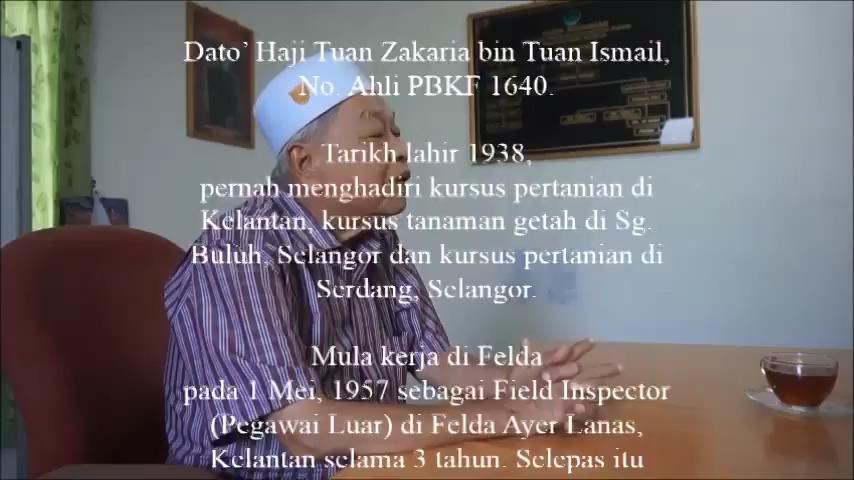 Dato’ Haji Tuan Zakaria bin Tuan Ismail,
No. Ahli PBKF 1640.
Tarikh lahir 1938,
pernah menghadiri kursus pertanian di
Kelantan, kursus tanaman getah di Sg.
Buluh, Selangor dan kursus pertanian di
Serdang, Selangor.
Mula kerja di Felda
pada 1 Mei, 1957 sebagai Field Inspector
(Pegawai Luar) di Felda Ayer Lanas,
Kelantan selama 3 tahun. Selepas itu